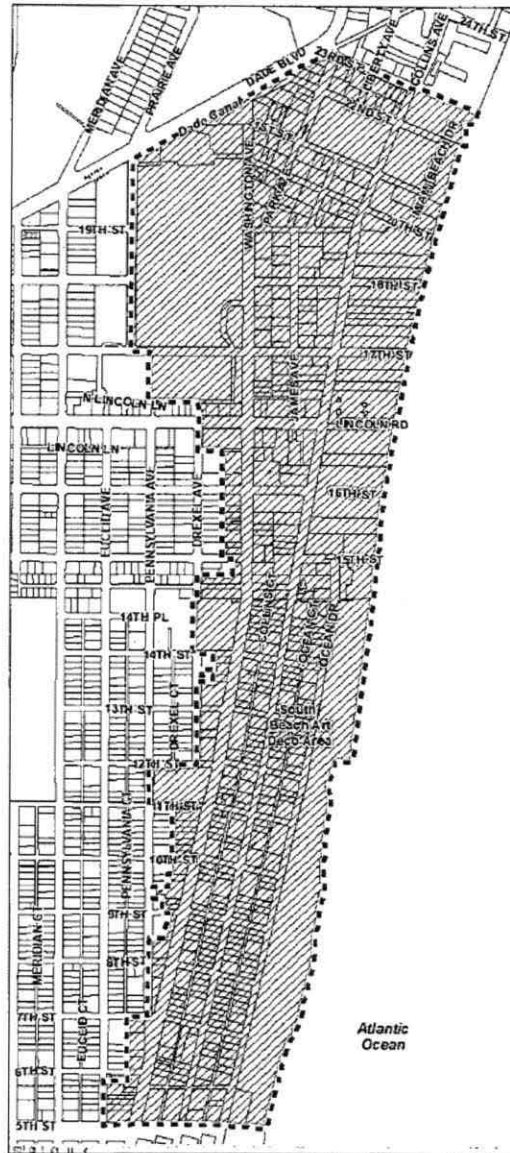 24TH ST
COLLINS AVE
LIBERTY AVE
23RD ST
DADE BLVD
MERIDIAN AVE
PRAIRIE AVE
Dade Canal
22ND ST
21ST ST
MIAMI BEACH DR
PARK AVE
WASHINGTON AVE
20TH ST
19TH ST
18TH ST
17TH ST
JAMES AVE
N LINCOLN LN
LINCOLN RD
LINCOLN LN
16TH ST
EUCLID AVE
PENNSYLVANIA AVE
DREXEL AVE
15TH ST
COLLINS CT
OCEAN CT
OCEAN DR
14TH PL
14TH ST
DREXEL CT
13TH ST
South
Beach Art
Deco Area
12TH ST
PENNSYLVANIA CT
11TH ST
10TH ST
9TH ST
MERIDIAN CT
8TH ST
EUCLID CT
7TH ST
Atlantic
Ocean
6TH ST
5TH ST